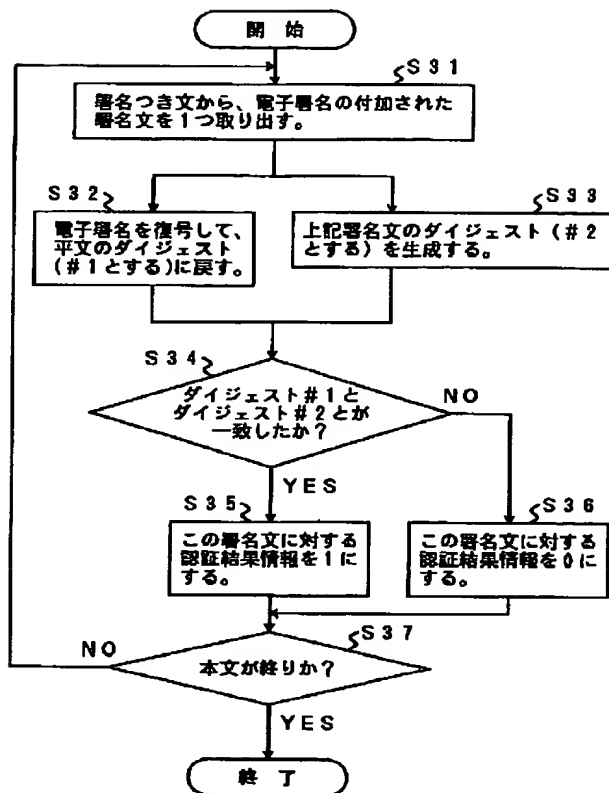 開始
S31
署名つき文から、電子署名の付加された
署名文を1つ取り出す。
S32
電子署名を復号して、
平文のダイジェスト
(#1とする)に戻す。
S33
上記署名文のダイジェスト(#2
とする)を生成する。
S34
ダイジェスト#1と
ダイジェスト#2とが
一致したか?
NO
YES
S35
この署名文に対する
認証結果情報を1に
する。
S36
この署名文に対する
認証結果情報を0に
する。
S37
NO
本文が終りか?
YES
終了